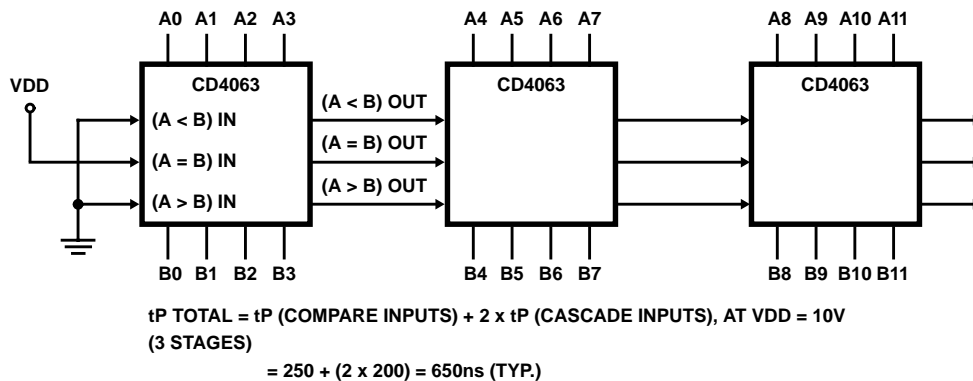 A0 A1 A2 A3 A4 A5 A6 A7 A8 A9 A10 A11
VDD CD4063 CD4063 CD4063
(A < B) IN (A < B) OUT
(A = B) IN (A = B) OUT
(A > B) IN (A > B) OUT
B0 B1 B2 B3 B4 B5 B6 B7 B8 B9 B10 B11
tP TOTAL = tP (COMPARE INPUTS) + 2 x tP (CASCADE INPUTS), AT VDD = 10V
(3 STAGES)
= 250 + (2 x 200) = 650ns (TYP.)